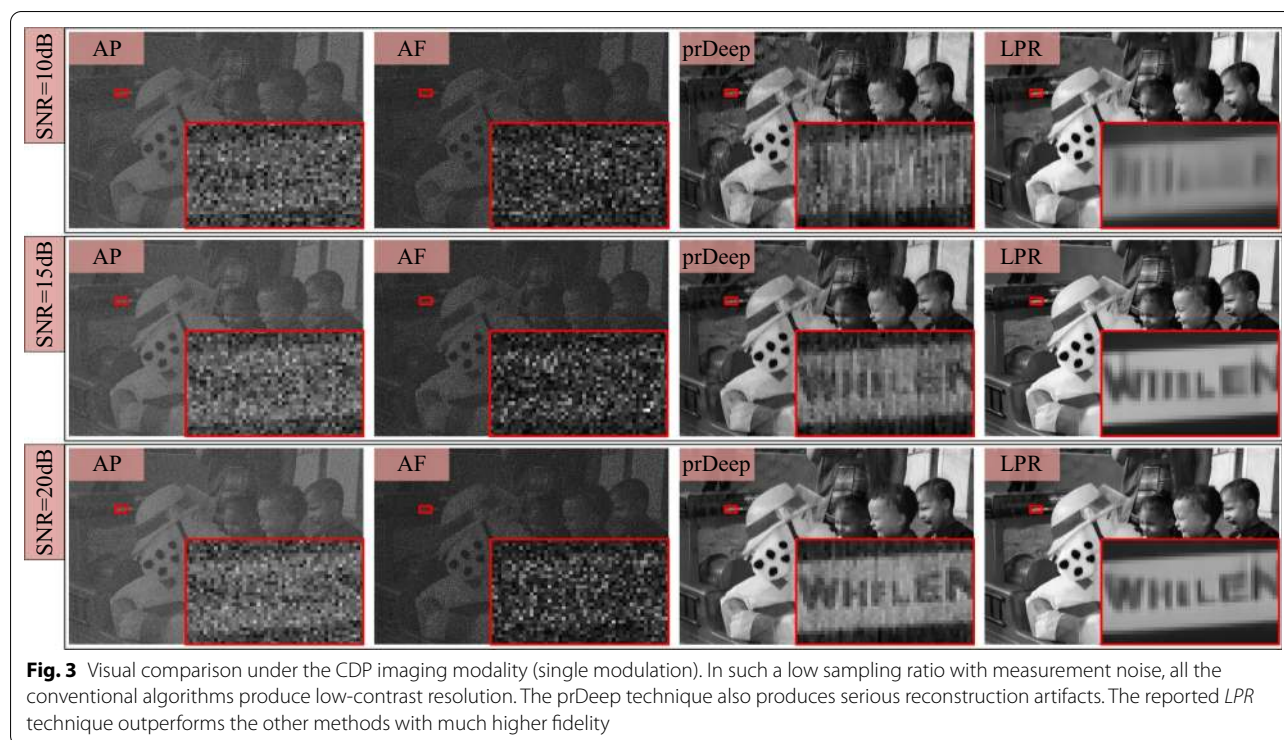 SNR=10dB
AP
AF
prDeep
LPR
SNR=15dB
AP
AF
prDeep
LPR
WHLEN
SNR=20dB
AP
AF
prDeep
WHFLEN
LPR
WHILEN
Fig. 3 Visual comparison under the CDP imaging modality (single modulation). In such a low sampling ratio with measurement noise, all the
conventional algorithms produce low-contrast resolution. The prDeep technique also produces serious reconstruction artifacts. The reported LPR
technique outperforms the other methods with much higher fidelity